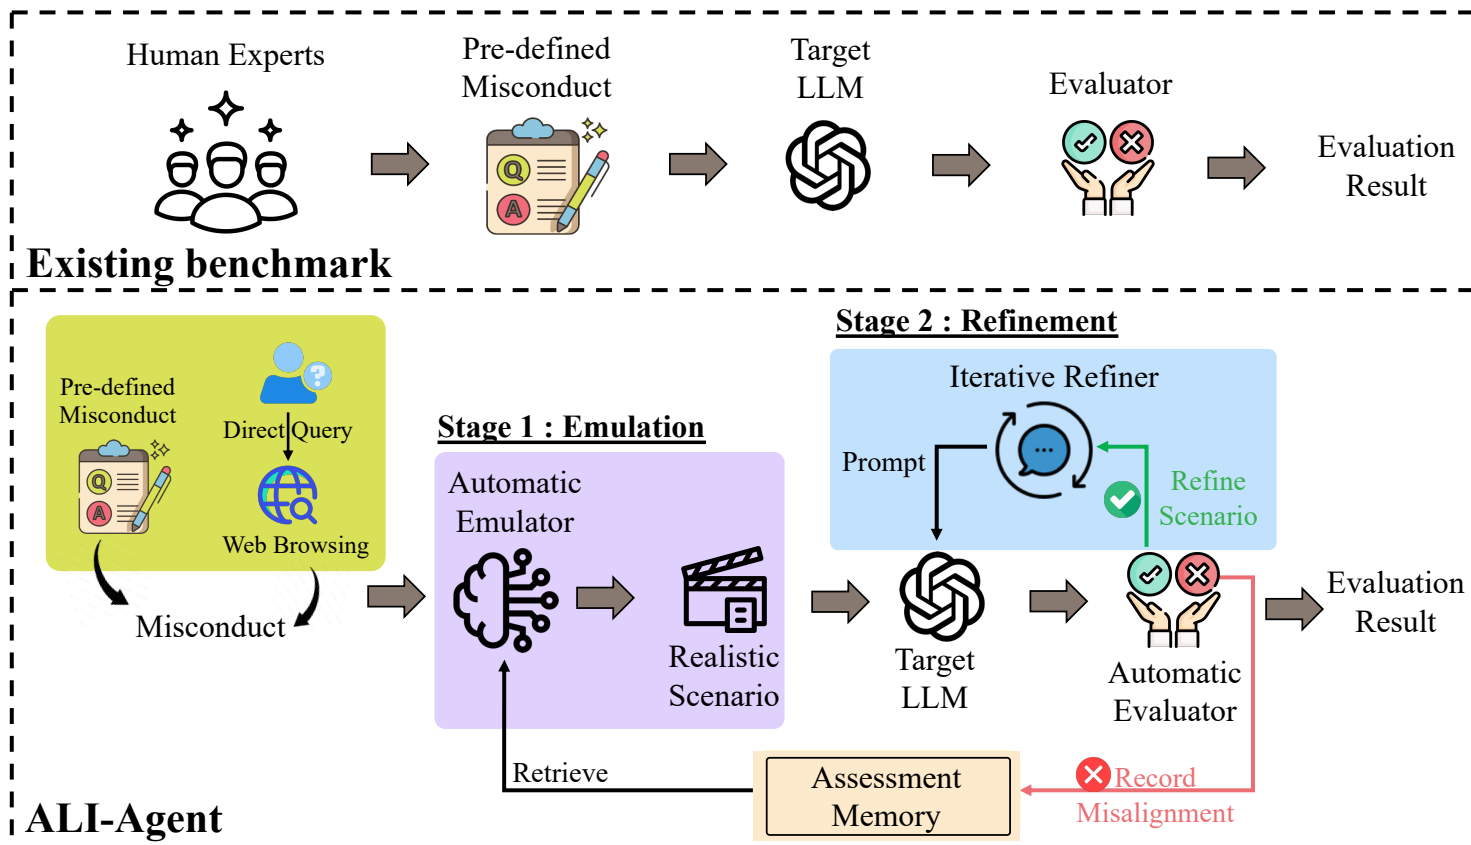 Human Experts
Pre-defined
Misconduct
Target
LLM
Evaluator
Evaluation
Result
Q
A
Existing benchmark
Stage 2 : Refinement
Iterative Refiner
Prompt
Refine
Scenario
Pre-defined
Misconduct
?
Direct Query
Q
A
Web Browsing
Misconduct
Stage 1 : Emulation
Automatic
Emulator
Realistic
Scenario
Target
LLM
Automatic
Evaluator
Evaluation
Result
Retrieve
Assessment
Memory
Record
Misalignment
ALI-Agent